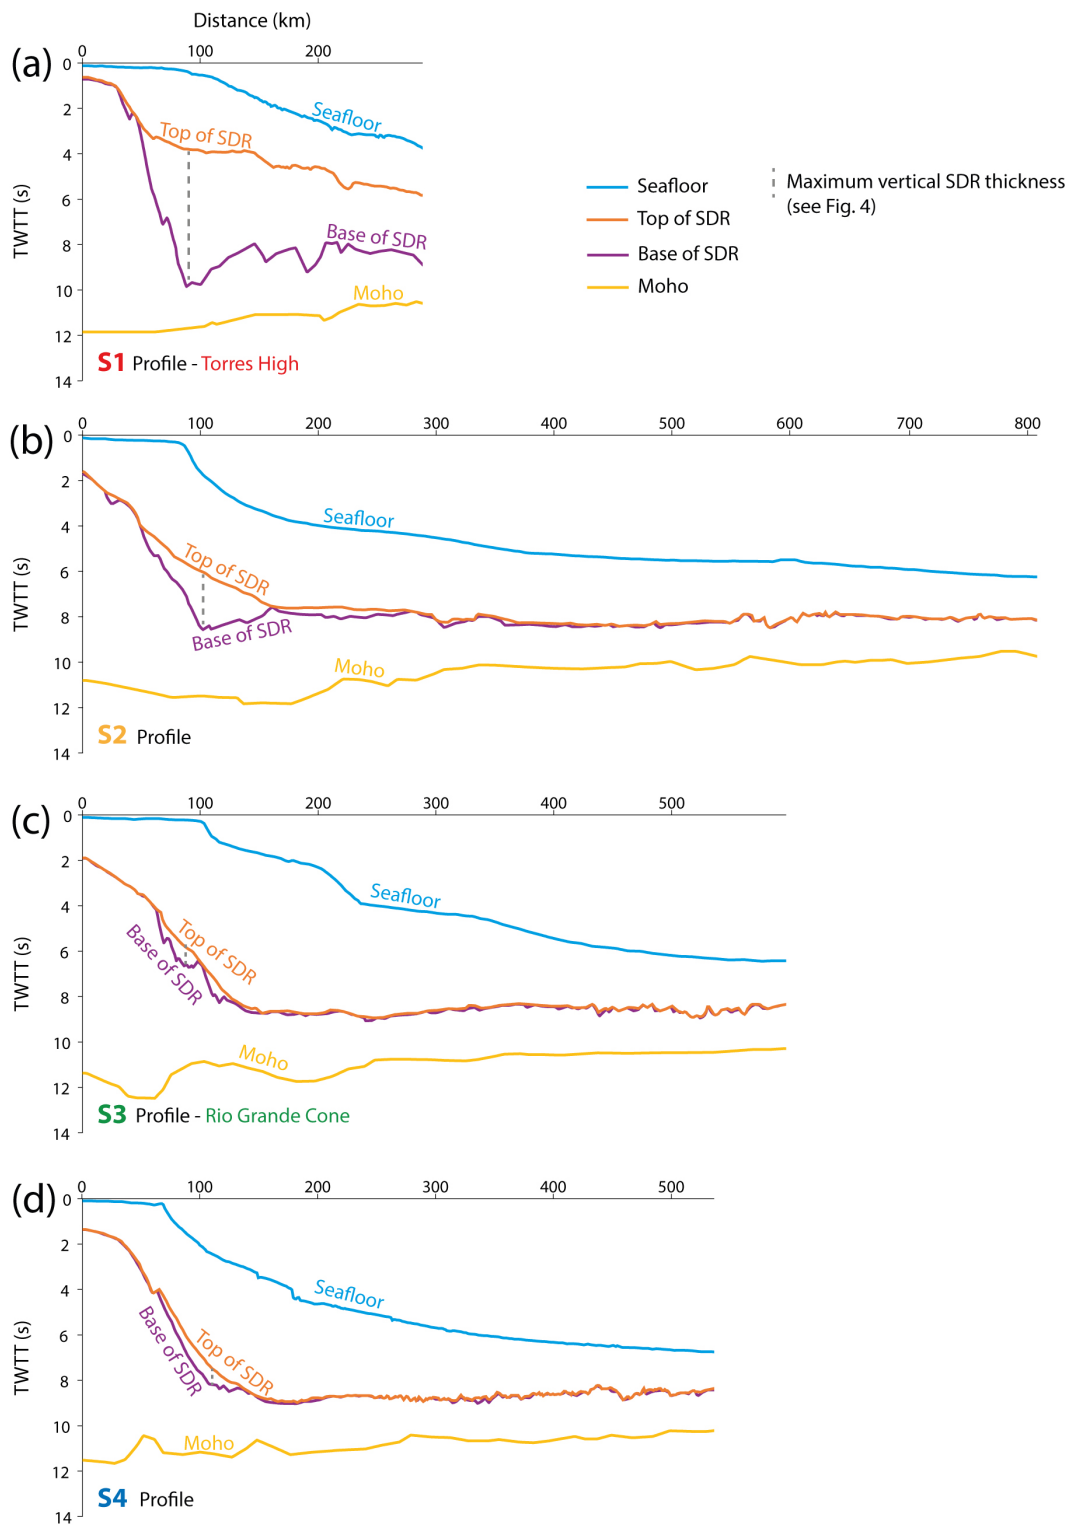 Distance (km)
(a)
0 100 200
0
2
4
6
8
10
12
14
TWTT (s)
Seafloor
Top of SDR
Base of SDR
Moho
S1 Profile - Torres High
Seafloor
Top of SDR
Base of SDR
Moho
Maximum vertical SDR thickness
(see Fig. 4)
(b)
0 100 200 300 400 500 600 700 800
0
2
4
6
8
10
12
14
TWTT (s)
Seafloor
Top of SDR
Base of SDR
Moho
S2 Profile
(c)
0 100 200 300 400 500
0
2
4
6
8
10
12
14
TWTT (s)
Seafloor
Top of SDR
Base of SDR
Moho
S3 Profile - Rio Grande Cone
(d)
0 100 200 300 400 500
0
2
4
6
8
10
12
14
TWTT (s)
Seafloor
Top of SDR
Base of SDR
Moho
S4 Profile